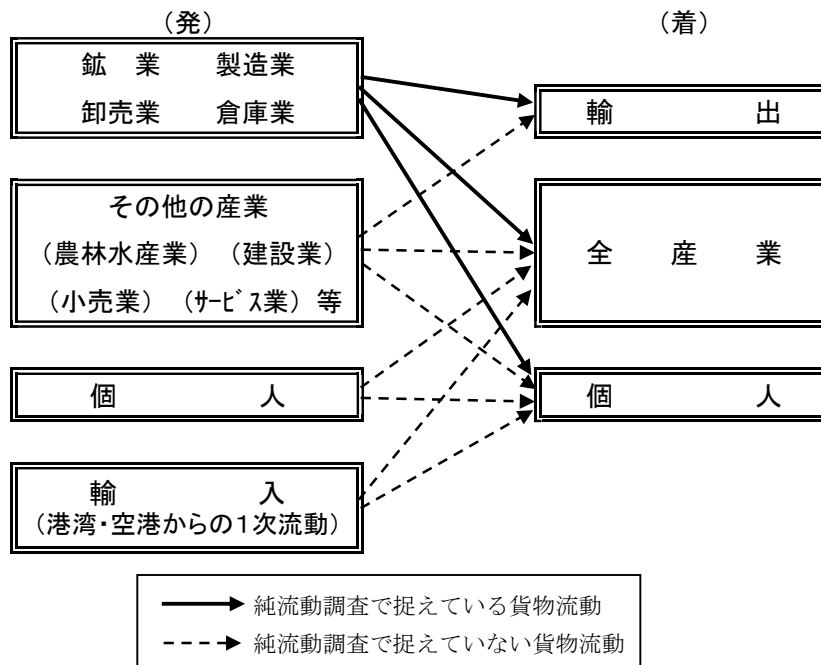 （発）
（着）
鉱　業　　製造業
卸売業　　倉庫業
輸　　　　出
その他の産業
（農林水産業）（建設業）
（小売業）（ｻｰﾋﾞｽ業）等
全　産　業
個　　　　人
個　　　　人
輸　　　　入
（港湾・空港からの１次流動）
純流動調査で捉えている貨物流動
純流動調査で捉えていない貨物流動